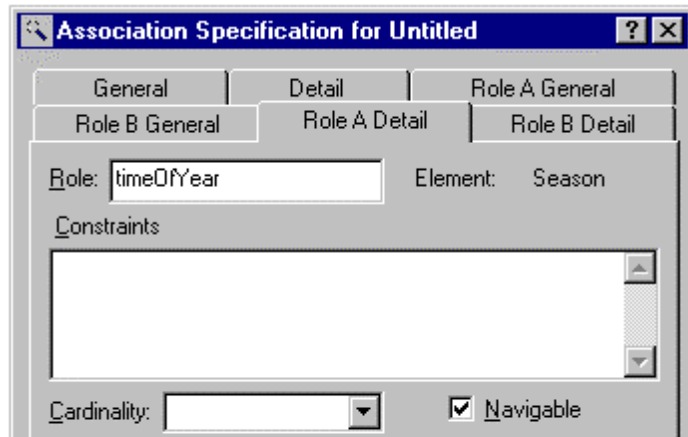 Association Specification for Untitled
General Detail Role A General
Role B General Role A Detail Role B Detail
Role: timeOfYear Element: Season
Constraints
Cardinality: Navigable